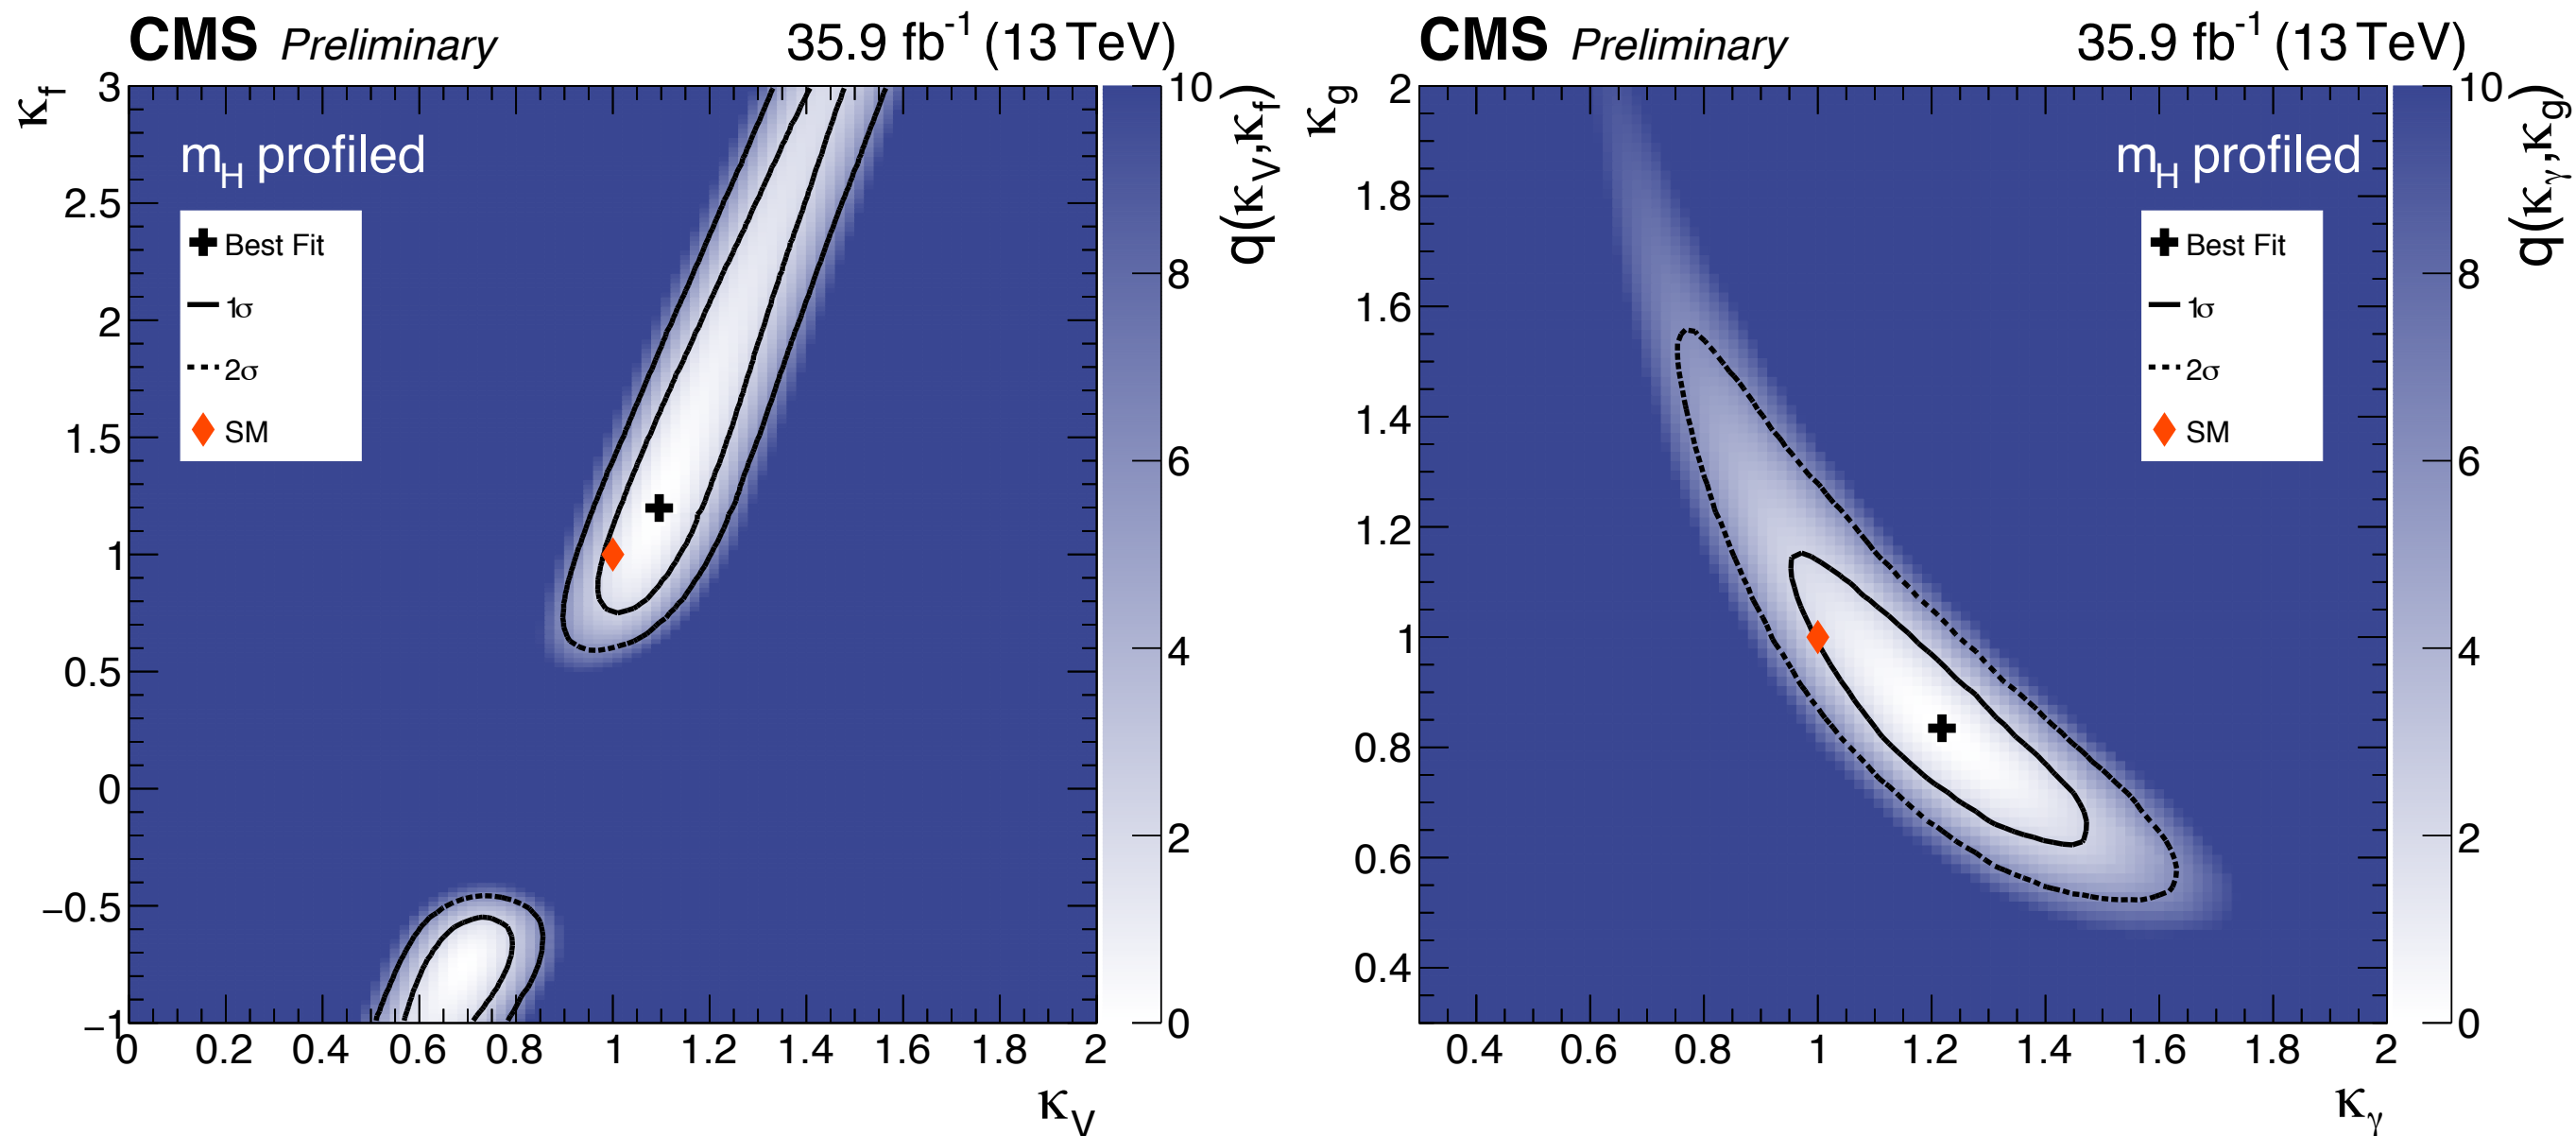 CMS Preliminary 35.9 fb⁻¹ (13 TeV)
κf
3
2.5
2
1.5
1
0.5
0
−0.5
−1
mH profiled
Best Fit
1σ
2σ
SM
0 0.2 0.4 0.6 0.8 1 1.2 1.4 1.6 1.8 2
κV
10
8
6
4
2
0
q(κV,κf)
CMS Preliminary 35.9 fb⁻¹ (13 TeV)
κg
2
1.8
1.6
1.4
1.2
1
0.8
0.6
0.4
mH profiled
Best Fit
1σ
2σ
SM
0.4 0.6 0.8 1 1.2 1.4 1.6 1.8 2
κγ
10
8
6
4
2
0
q(κγ,κg)